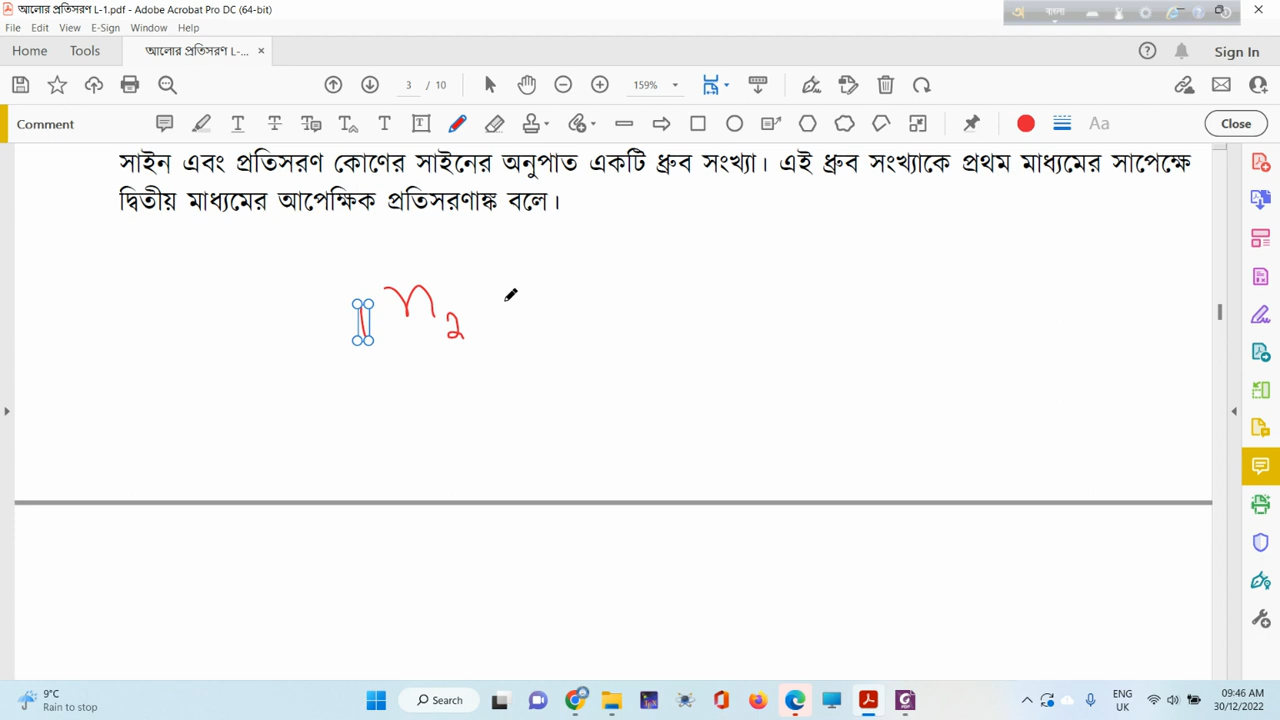 আলোর প্রতিসরণ L-1.pdf - Adobe Acrobat Pro DC (64-bit)
বাংলা
File Edit View E-Sign Window Help
Home Tools আলোর প্রতিসরণ L-... × Sign In
3 / 10 159%
Comment T T T T Aa Close
সাইন এবং প্রতিসরণ কোণের সাইনের অনুপাত একটি ধ্রুব সংখ্যা। এই ধ্রুব সংখ্যাকে প্রথম মাধ্যমের সাপেক্ষে
দ্বিতীয় মাধ্যমের আপেক্ষিক প্রতিসরণাঙ্ক বলে।
1 n 2
9°C
Rain to stop
Search
ENG
UK
09:46 AM
30/12/2022